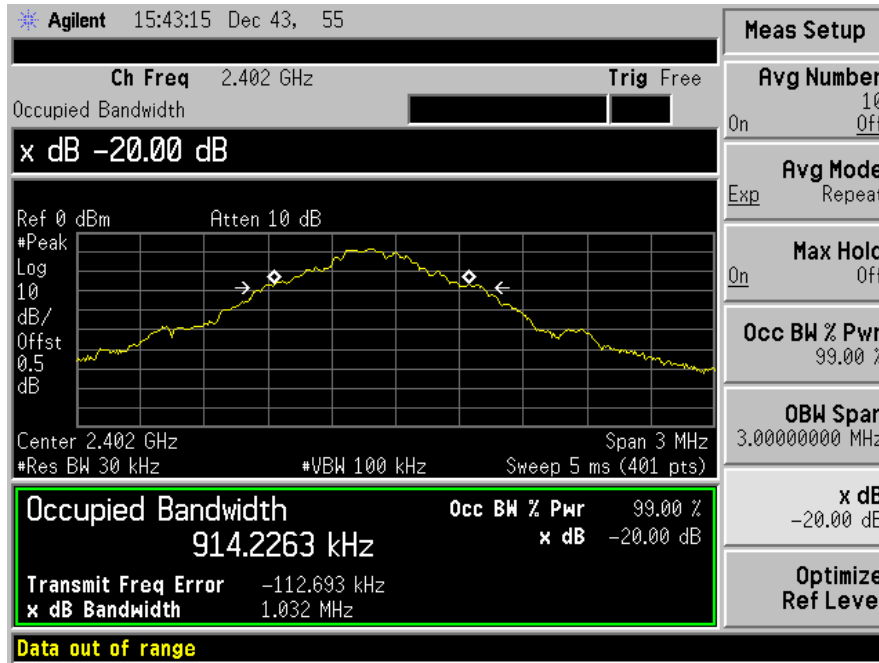 Agilent 15:43:15 Dec 43, 55
Ch Freq 2.402 GHz Trig Free
Occupied Bandwidth
x dB -20.00 dB
Ref 0 dBm Atten 10 dB
#Peak
Log
10
dB/
Offst
0.5
dB
Center 2.402 GHz Span 3 MHz
#Res BW 30 kHz #VBW 100 kHz Sweep 5 ms (401 pts)
Occupied Bandwidth Occ BW % Pwr 99.00 %
914.2263 kHz x dB -20.00 dB
Transmit Freq Error -112.693 kHz
x dB Bandwidth 1.032 MHz
Data out of range
Meas Setup
Avg Number
10
On Off
Avg Mode
Exp Repeat
Max Hold
On Off
Occ BW % Pwr
99.00 %
OBW Span
3.00000000 MHz
x dB
-20.00 dB
Optimize
Ref Level